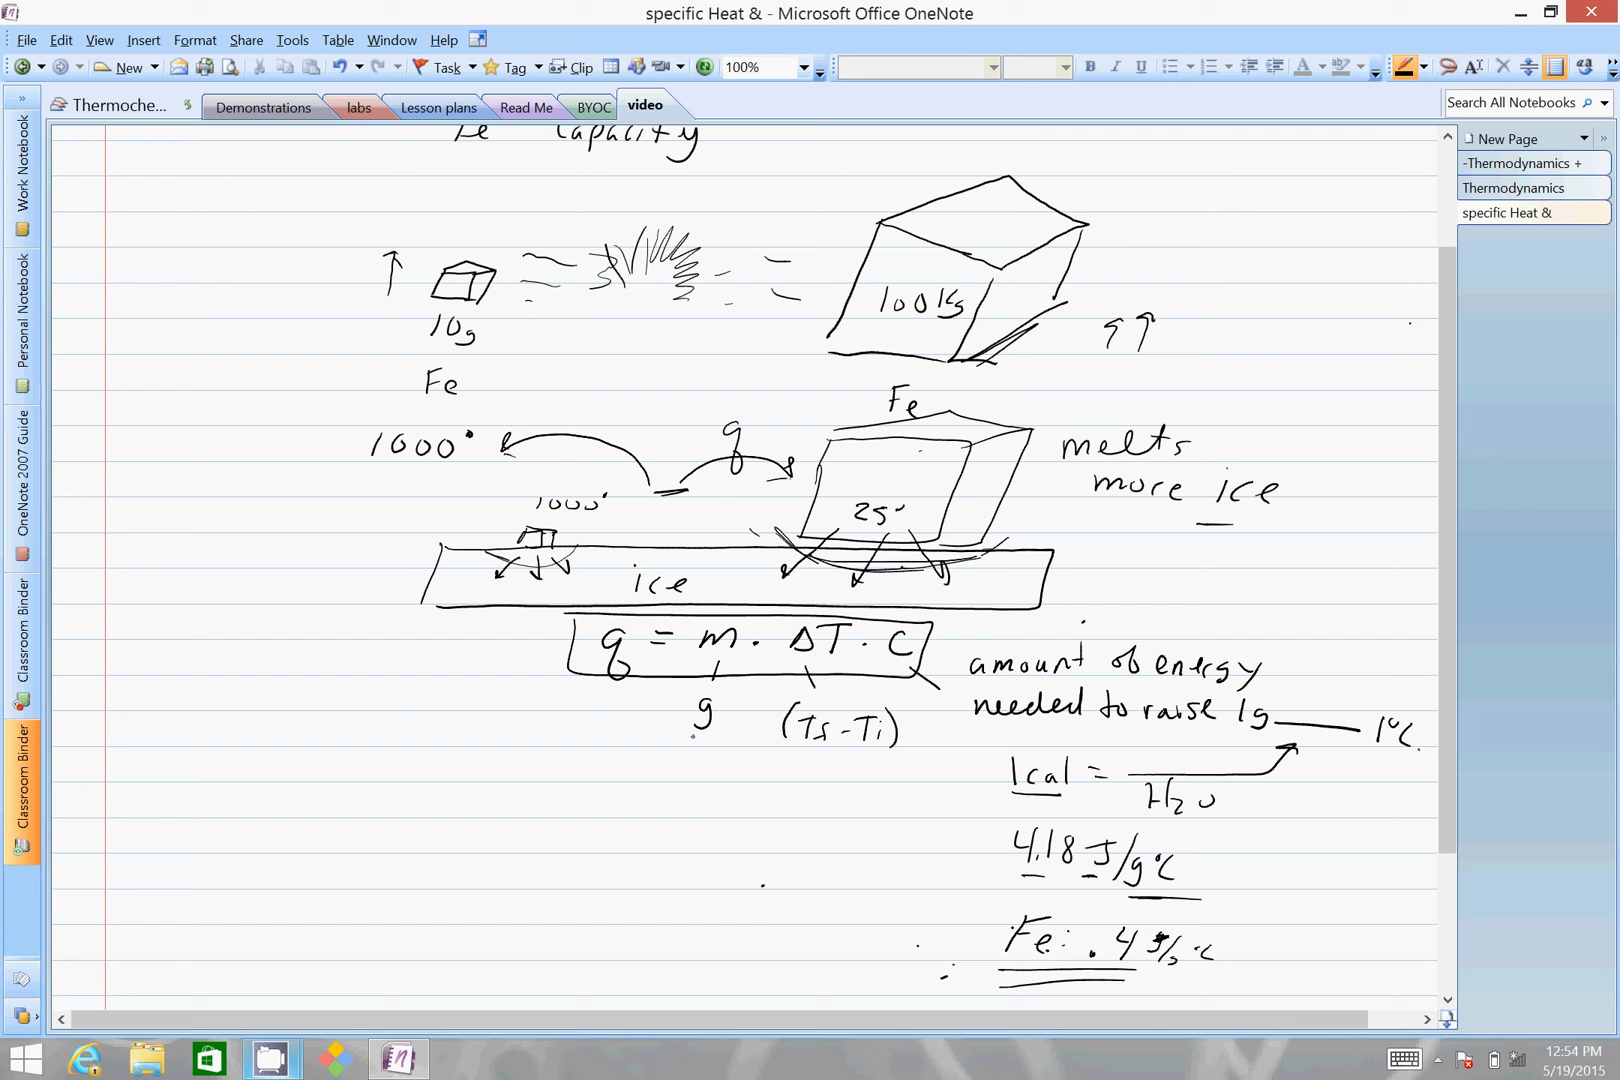 specific Heat & - Microsoft Office OneNote
File Edit View Insert Format Share Tools Table Window Help
New Task Tag Clip 100%
Thermoche... Demonstrations labs Lesson plans Read Me BYOC video Search All Notebooks
New Page
-Thermodynamics +
Thermodynamics
specific Heat &
Work Notebook
Personal Notebook
OneNote 2007 Guide
Classroom Binder
Classroom Binder
Fe capacity
10g
100Kg
Fe
Fe
1000° q
melts
more ice
1000°
25°
ice
q = m · ΔT · C
g
(Tf - Ti)
amount of energy
needed to raise 1g 1°C.
1cal =
H2O
4.18 J/g°C
Fe: .4 J/g °C
12:54 PM
5/19/2015